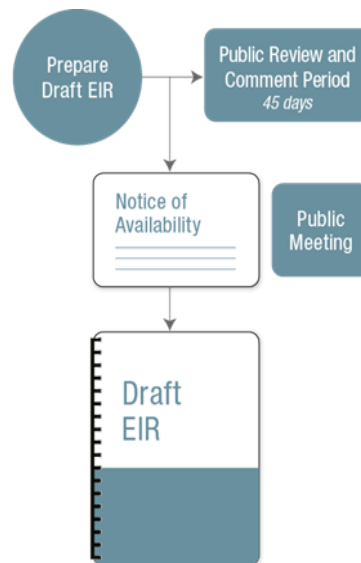 Prepare
Draft EIR
Public Review and
Comment Period
45 days
Notice of
Availability
Public
Meeting
Draft
EIR